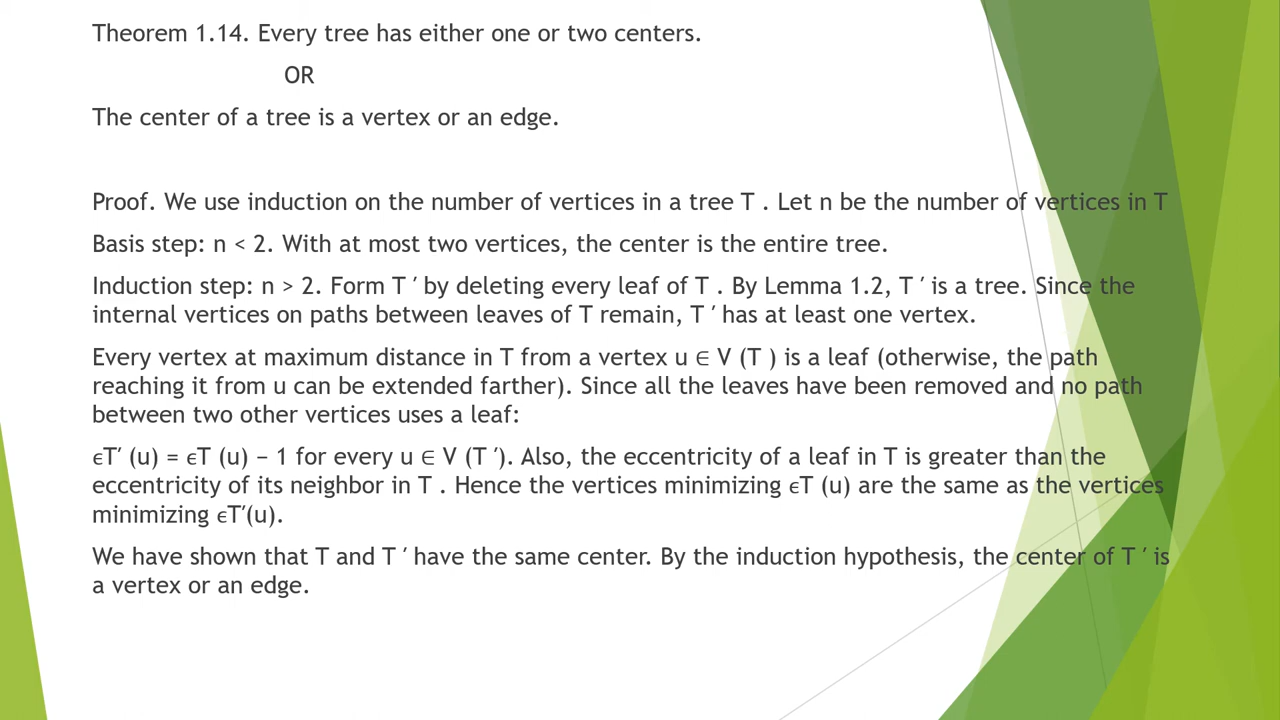 Theorem 1.14. Every tree has either one or two centers.
OR
The center of a tree is a vertex or an edge.
Proof. We use induction on the number of vertices in a tree T . Let n be the number of vertices in T
Basis step: n < 2. With at most two vertices, the center is the entire tree.
Induction step: n > 2. Form T ′ by deleting every leaf of T . By Lemma 1.2, T ′ is a tree. Since the
internal vertices on paths between leaves of T remain, T ′ has at least one vertex.
Every vertex at maximum distance in T from a vertex u ∈ V (T ) is a leaf (otherwise, the path
reaching it from u can be extended farther). Since all the leaves have been removed and no path
between two other vertices uses a leaf:
ϵT′ (u) = ϵT (u) − 1 for every u ∈ V (T ′). Also, the eccentricity of a leaf in T is greater than the
eccentricity of its neighbor in T . Hence the vertices minimizing ϵT (u) are the same as the vertices
minimizing ϵT′(u).
We have shown that T and T ′ have the same center. By the induction hypothesis, the center of T ′ is
a vertex or an edge.